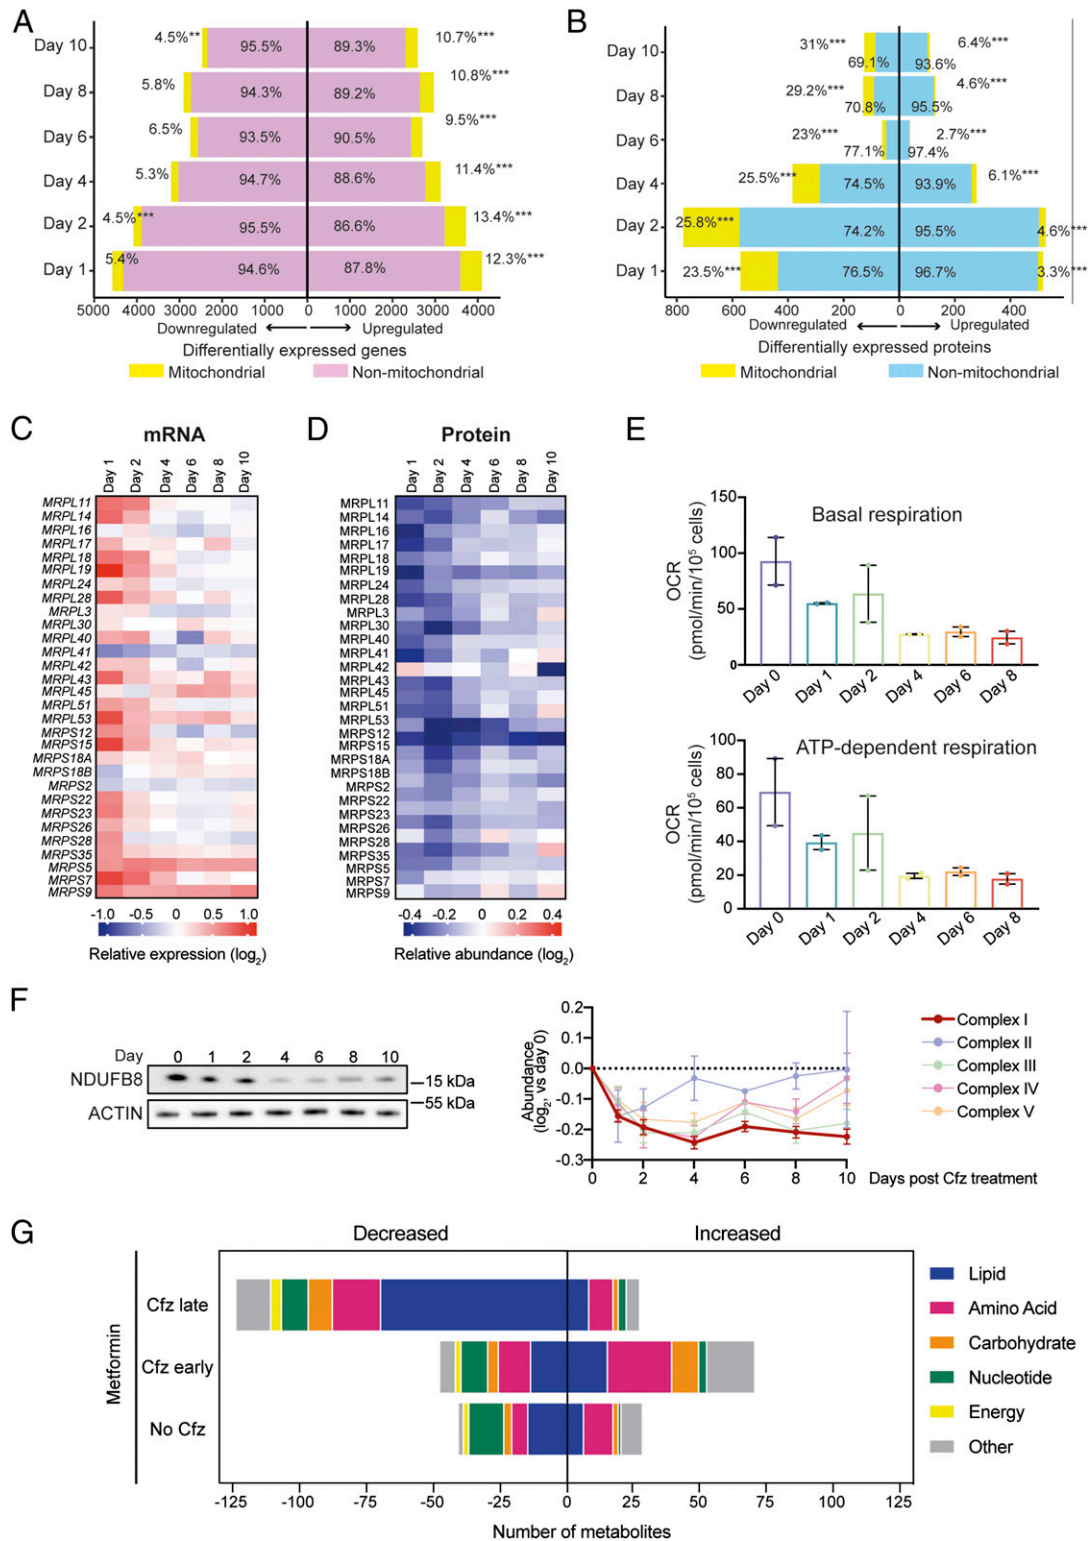 A
Day 10
4.5%**
95.5%
89.3%
10.7%***
Day 8
5.8%
94.3%
89.2%
10.8%***
Day 6
6.5%
93.5%
90.5%
9.5%***
Day 4
5.3%
94.7%
88.6%
11.4%***
Day 2
4.5%***
95.5%
86.6%
13.4%***
Day 1
5.4%
94.6%
87.8%
12.3%***
5000 4000 3000 2000 1000 0 1000 2000 3000 4000
Downregulated Upregulated
Differentially expressed genes
Mitochondrial Non-mitochondrial
B
Day 10
31%***
69.1%
93.6%
6.4%***
Day 8
29.2%***
70.8%
95.5%
4.6%***
Day 6
23%***
77.1%
97.4%
2.7%***
Day 4
25.5%***
74.5%
93.9%
6.1%***
Day 2
25.8%***
74.2%
95.5%
4.6%***
Day 1
23.5%***
76.5%
96.7%
3.3%***
800 600 400 200 0 200 400
Downregulated Upregulated
Differentially expressed proteins
Mitochondrial Non-mitochondrial
C
mRNA
Day 1 Day 2 Day 4 Day 6 Day 8 Day 10
MRPL11
MRPL14
MRPL16
MRPL17
MRPL18
MRPL19
MRPL24
MRPL28
MRPL3
MRPL30
MRPL40
MRPL41
MRPL42
MRPL43
MRPL45
MRPL51
MRPL53
MRPS12
MRPS15
MRPS18A
MRPS18B
MRPS2
MRPS22
MRPS23
MRPS26
MRPS28
MRPS35
MRPS5
MRPS7
MRPS9
-1.0 -0.5 0 0.5 1.0
Relative expression (log2)
D
Protein
Day 1 Day 2 Day 4 Day 6 Day 8 Day 10
MRPL11
MRPL14
MRPL16
MRPL17
MRPL18
MRPL19
MRPL24
MRPL28
MRPL3
MRPL30
MRPL40
MRPL41
MRPL42
MRPL43
MRPL45
MRPL51
MRPL53
MRPS12
MRPS15
MRPS18A
MRPS18B
MRPS2
MRPS22
MRPS23
MRPS26
MRPS28
MRPS35
MRPS5
MRPS7
MRPS9
-0.4 -0.2 0 0.2 0.4
Relative abundance (log2)
E
Basal respiration
OCR
(pmol/min/10⁵ cells)
150
100
50
0
Day 0 Day 1 Day 2 Day 4 Day 6 Day 8
ATP-dependent respiration
OCR
(pmol/min/10⁵ cells)
100
80
60
40
20
0
Day 0 Day 1 Day 2 Day 4 Day 6 Day 8
F
Day 0 1 2 4 6 8 10
NDUFB8
15 kDa
55 kDa
ACTIN
Abundance
(log2, vs day 0)
0.2
0.1
0.0
-0.1
-0.2
-0.3
0 2 4 6 8 10
Days post Cfz treatment
Complex I
Complex II
Complex III
Complex IV
Complex V
G
Decreased Increased
Metformin
Cfz late
Cfz early
No Cfz
-125 -100 -75 -50 -25 0 25 50 75 100 125
Number of metabolites
Lipid
Amino Acid
Carbohydrate
Nucleotide
Energy
Other